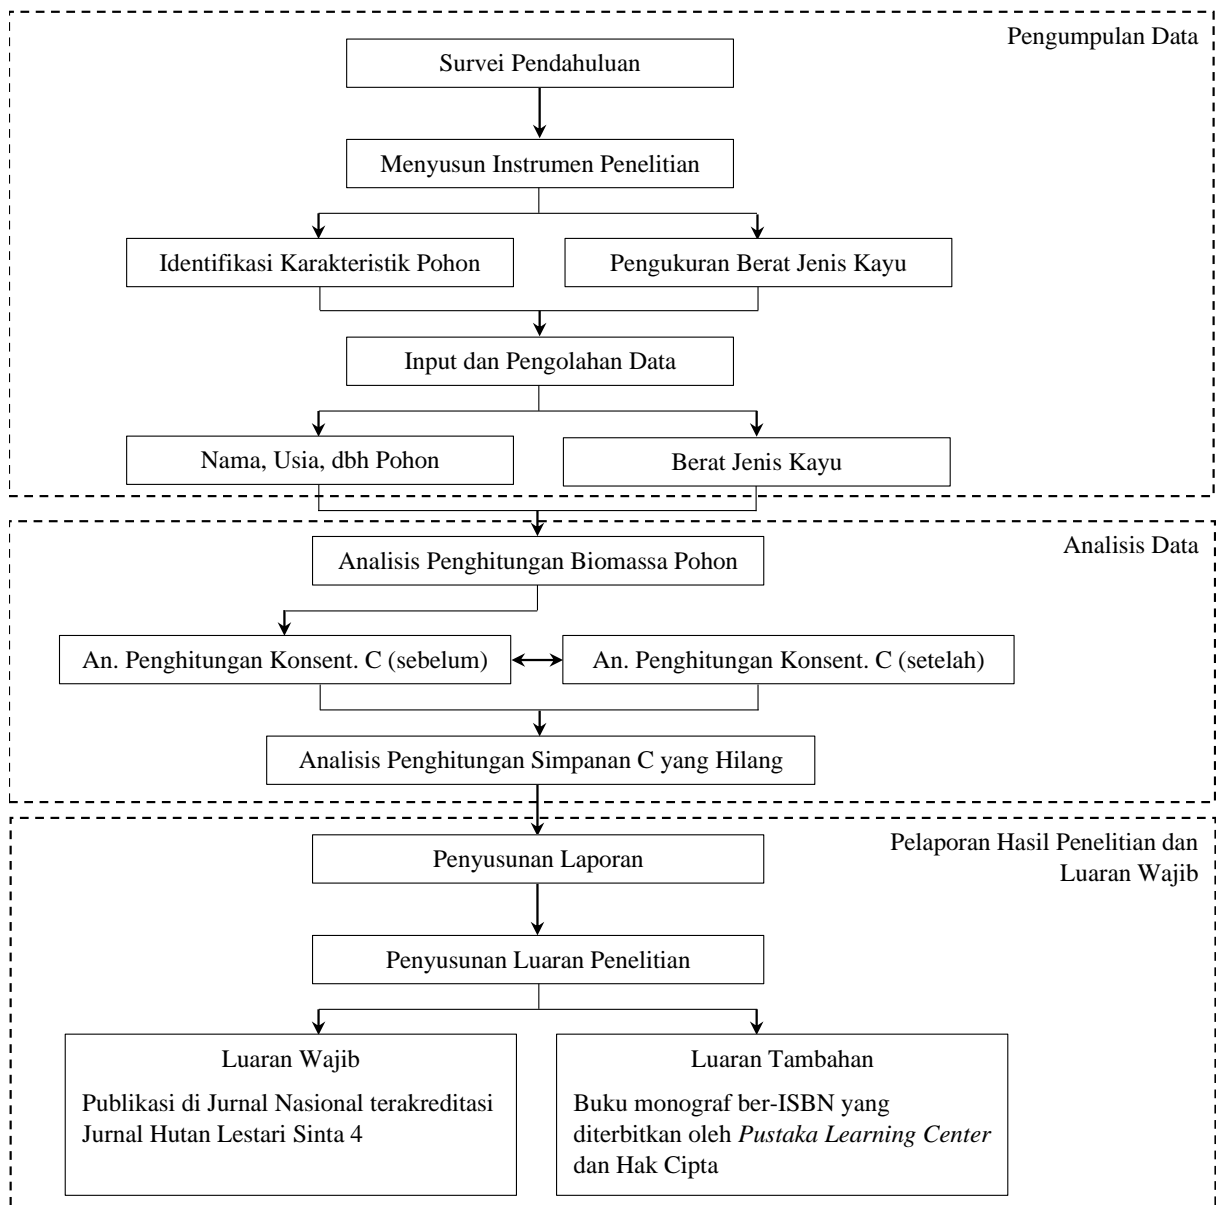 Pengumpulan Data
Survei Pendahuluan
Menyusun Instrumen Penelitian
Identifikasi Karakteristik Pohon
Pengukuran Berat Jenis Kayu
Input dan Pengolahan Data
Nama, Usia, dbh Pohon
Berat Jenis Kayu
Analisis Data
Analisis Penghitungan Biomassa Pohon
An. Penghitungan Konsent. C (sebelum)
An. Penghitungan Konsent. C (setelah)
Analisis Penghitungan Simpanan C yang Hilang
Pelaporan Hasil Penelitian dan
Luaran Wajib
Penyusunan Laporan
Penyusunan Luaran Penelitian
Luaran Wajib
Publikasi di Jurnal Nasional terakreditasi
Jurnal Hutan Lestari Sinta 4
Luaran Tambahan
Buku monograf ber-ISBN yang
diterbitkan oleh Pustaka Learning Center
dan Hak Cipta